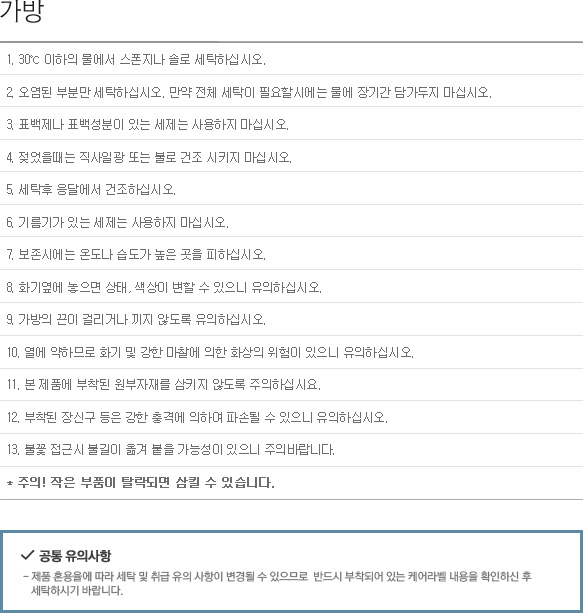 가방
1. 30℃ 이하의 물에서 스폰지나 솔로 세탁하십시오.
2. 오염된 부분만 세탁하십시오. 만약 전체 세탁이 필요할시에는 물에 장기간 담가두지 마십시오.
3. 표백제나 표백성분이 있는 세제는 사용하지 마십시오.
4. 젖었을때는 직사일광 또는 불로 건조 시키지 마십시오.
5. 세탁후 응달에서 건조하십시오.
6. 기름기가 있는 세제는 사용하지 마십시오.
7. 보존시에는 온도나 습도가 높은 곳을 피하십시오.
8. 화기옆에 놓으면 상태, 색상이 변할 수 있으니 유의하십시오.
9. 가방의 끈이 걸리거나 끼지 않도록 유의하십시오.
10. 열에 약하므로 화기 및 강한 마찰에 의한 화상의 위험이 있으니 유의하십시오.
11. 본 제품에 부착된 원부자재를 삼키지 않도록 주의하십시요.
12. 부착된 장신구 등은 강한 충격에 의하여 파손될 수 있으니 유의하십시오.
13. 불꽃 접근시 불길이 옮겨 붙을 가능성이 있으니 주의바랍니다.
* 주의! 작은 부품이 탈락되면 삼킬 수 있습니다.
✓ 공통 유의사항
- 제품 혼용율에 따라 세탁 및 취급 유의 사항이 변경될 수 있으므로 반드시 부착되어 있는 케어라벨 내용을 확인하신 후
세탁하시기 바랍니다.